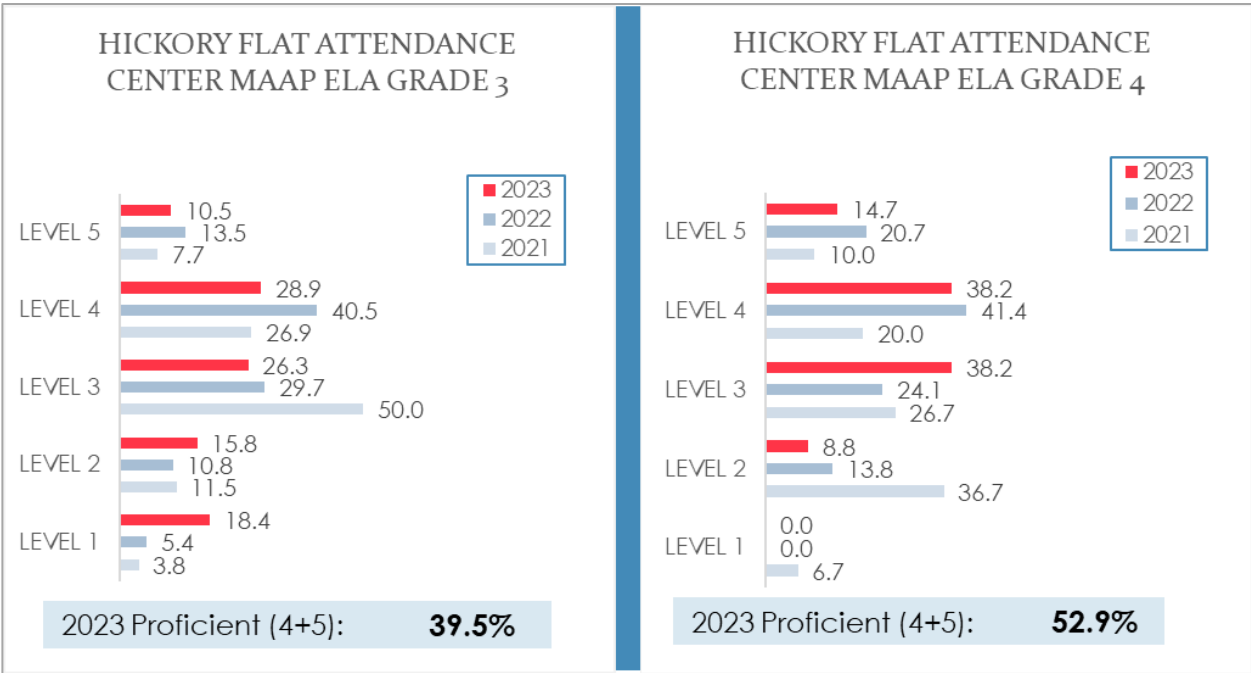 HICKORY FLAT ATTENDANCE
CENTER MAAP ELA GRADE 3
2023
2022
2021
LEVEL 5
10.5
13.5
7.7
LEVEL 4
28.9
40.5
26.9
LEVEL 3
26.3
29.7
50.0
LEVEL 2
15.8
10.8
11.5
LEVEL 1
18.4
5.4
3.8
2023 Proficient (4+5): 39.5%
HICKORY FLAT ATTENDANCE
CENTER MAAP ELA GRADE 4
2023
2022
2021
LEVEL 5
14.7
20.7
10.0
LEVEL 4
38.2
41.4
20.0
LEVEL 3
38.2
24.1
26.7
LEVEL 2
8.8
13.8
36.7
LEVEL 1
0.0
0.0
6.7
2023 Proficient (4+5): 52.9%